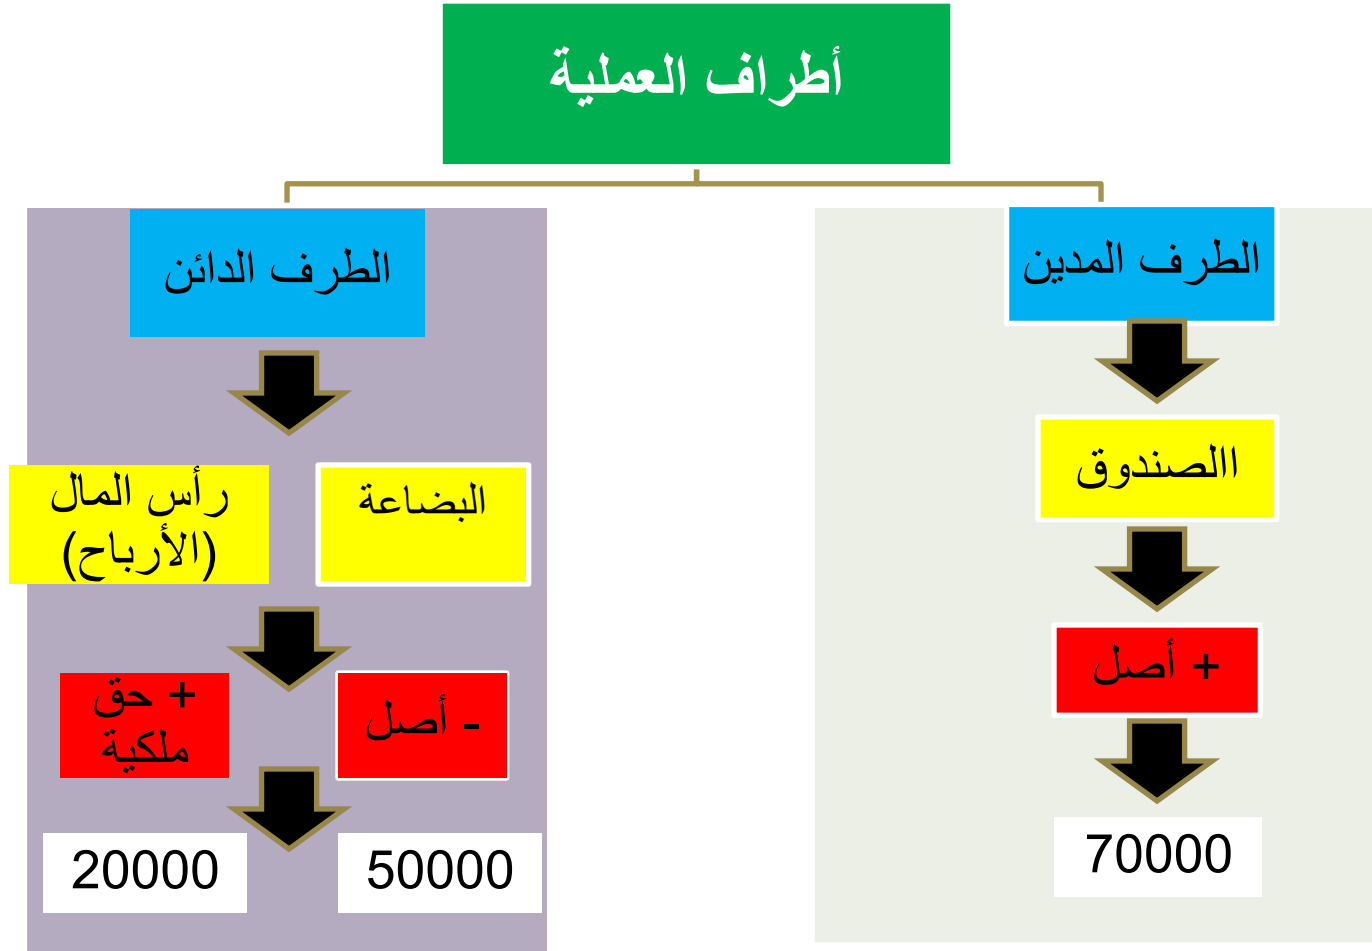 أطراف العملية
الطرف المدين
االصندوق
+ أصل
70000
الطرف الدائن
البضاعة
- أصل
50000
رأس المال
(الأرباح)
+ حق
ملكية
20000